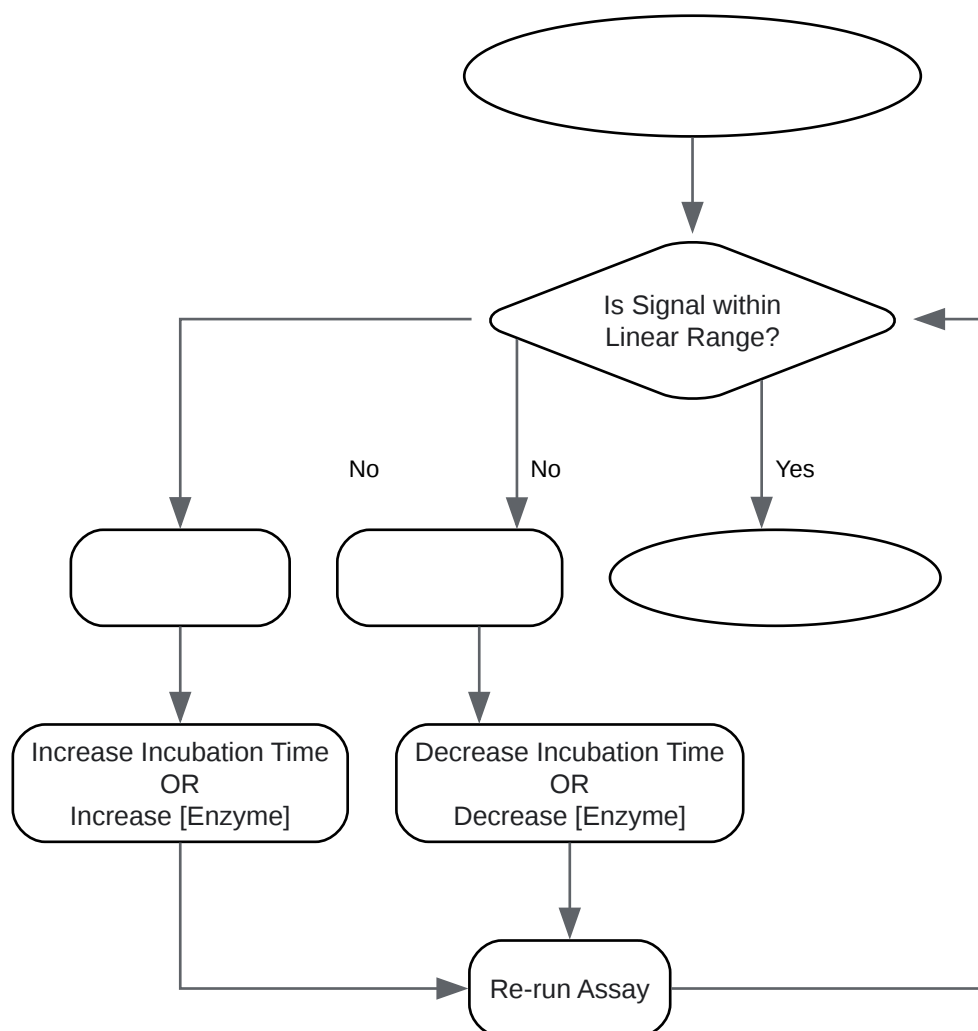 Is Signal within
Linear Range?
No
No
Yes
Increase Incubation Time
OR
Increase [Enzyme]
Decrease Incubation Time
OR
Decrease [Enzyme]
Re-run Assay